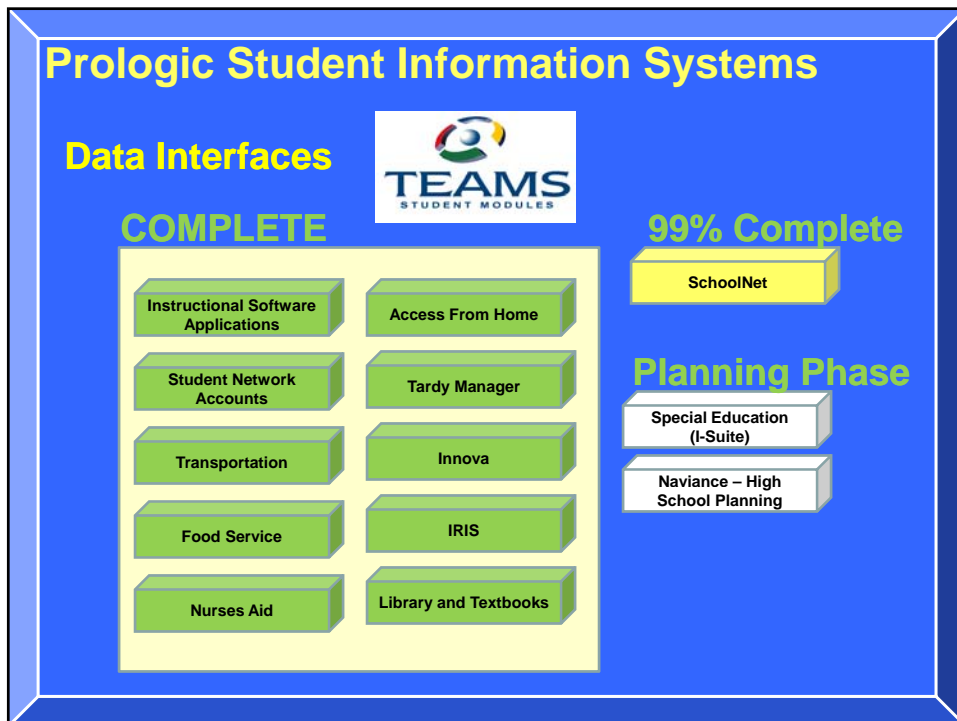 Prologic Student Information Systems
Data Interfaces
TEAMS
STUDENT MODULES
COMPLETE
Instructional Software
Applications
Student Network
Accounts
Transportation
Food Service
Nurses Aid
Access From Home
Tardy Manager
Innova
IRIS
Library and Textbooks
99% Complete
SchoolNet
Planning Phase
Special Education
(I-Suite)
Naviance – High
School Planning